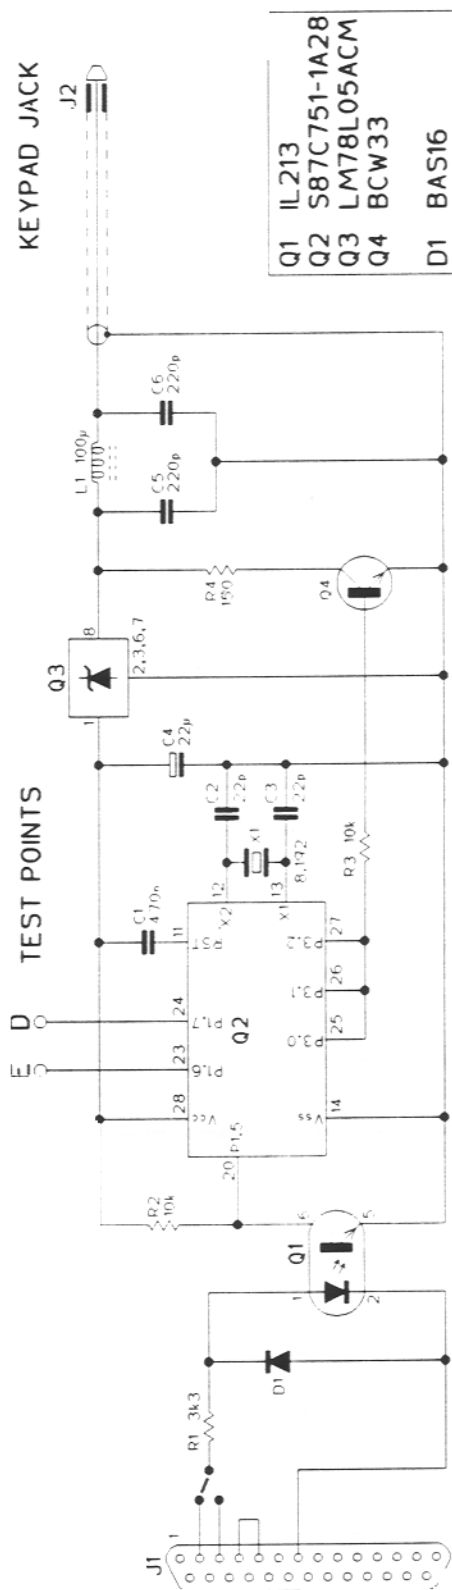 J1
1
R1 3k3
D1
Q1
1
2
6
5
R2
10k
E D TEST POINTS
20
P1.5
28
Vcc
23
P1.6
24
P1.7
11
RST
C1
470n
Q2
14
Vss
25
P3.0
26
P3.1
27
P3.2
12
X2
13
X1
C2
22p
X1
8,192
C3
22p
C4
22µ
R3 10k
Q3
1
8
2,3,6,7
R4
Q4
L1 100µ
C5
220p
C6
220p
KEYPAD JACK
J2
Q1 IL213
Q2 S87C751-1A28
Q3 LM78L05ACM
Q4 BCW33
D1 BAS16